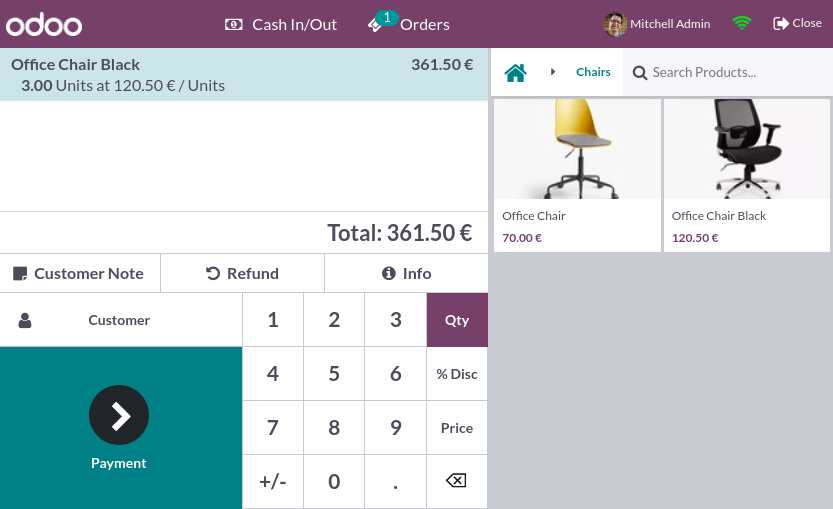 odoo
Cash In/Out
1
Orders
Mitchell Admin
Close
Office Chair Black 361.50 €
3.00 Units at 120.50 € / Units
Chairs
Search Products...
Office Chair
70.00 €
Office Chair Black
120.50 €
Total: 361.50 €
Customer Note Refund Info
Customer 1 2 3 Qty
4 5 6 % Disc
7 8 9 Price
Payment
+/- 0 .